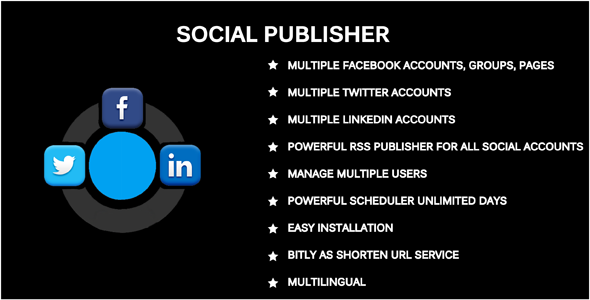 SOCIAL PUBLISHER
MULTIPLE FACEBOOK ACCOUNTS, GROUPS, PAGES
MULTIPLE TWITTER ACCOUNTS
MULTIPLE LINKEDIN ACCOUNTS
POWERFUL RSS PUBLISHER FOR ALL SOCIAL ACCOUNTS
MANAGE MULTIPLE USERS
POWERFUL SCHEDULER UNLIMITED DAYS
EASY INSTALLATION
BITLY AS SHORTEN URL SERVICE
MULTILINGUAL
f
in